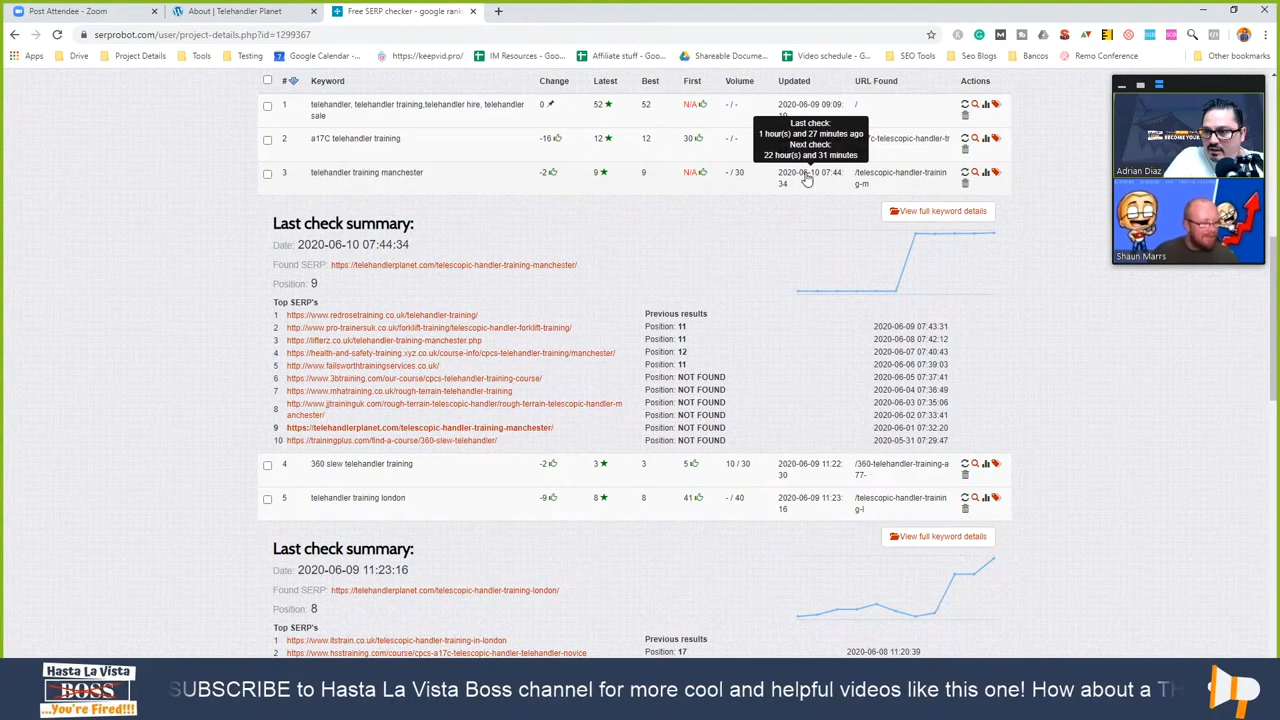 Post Attendee - Zoom
About | Telehandler Planet
Free SERP checker - google rank
serprobot.com/user/project-details.php?id=1299367
Apps
Drive
Project Details
Tools
Testing
Google Calendar -...
https://keepvid.pro/
IM Resources - Goo...
Affiliate stuff - Goo...
Shareable Docume...
Video schedule - G...
SEO Tools
Seo Blogs
Bancos
Remo Conference
Other bookmarks
# Keyword Change Latest Best First Volume Updated URL Found Actions
1 telehandler, telehandler training,telehandler hire, telehandler sale 0 52 52 N/A - / - 2020-06-09 09:09: /
Last check:
1 hour(s) and 27 minutes ago
Next check:
22 hour(s) and 31 minutes
2 a17C telehandler training -16 12 12 30 - / -
3 telehandler training manchester -2 9 9 N/A - / 30 2020-06-10 07:44:34 /telescopic-handler-training-m
View full keyword details
Last check summary:
Date: 2020-06-10 07:44:34
Found SERP: https://telehandlerplanet.com/telescopic-handler-training-manchester/
Position: 9
Top SERP's
1 https://www.redrosetraining.co.uk/telehandler-training/
2 http://www.pro-trainersuk.co.uk/forklift-training/telescopic-handler-forklift-training/
3 https://lifterz.co.uk/telehandler-training-manchester.php
4 https://health-and-safety-training.xyz.co.uk/course-info/cpcs-telehandler-training/manchester/
5 http://www.failsworthtrainingservices.co.uk/
6 https://www.3btraining.com/our-course/cpcs-telehandler-training-course/
7 https://www.mhatraining.co.uk/rough-terrain-telehandler-training
8 http://www.jjtraininguk.com/rough-terrain-telescopic-handler/rough-terrain-telescopic-handler-manchester/
9 https://telehandlerplanet.com/telescopic-handler-training-manchester/
10 https://trainingplus.com/find-a-course/360-slew-telehandler/
Previous results
Position: 11 2020-06-09 07:43:31
Position: 11 2020-06-08 07:42:12
Position: 12 2020-06-07 07:40:43
Position: 11 2020-06-06 07:39:03
Position: NOT FOUND 2020-06-05 07:37:41
Position: NOT FOUND 2020-06-04 07:36:49
Position: NOT FOUND 2020-06-03 07:35:06
Position: NOT FOUND 2020-06-02 07:33:41
Position: NOT FOUND 2020-06-01 07:32:20
Position: NOT FOUND 2020-05-31 07:29:47
4 360 slew telehandler training -2 3 3 5 10 / 30 2020-06-09 11:22:30 /360-telehandler-training-a77-
5 telehandler training london -9 8 8 41 - / 40 2020-06-09 11:23:16 /telescopic-handler-training-l
View full keyword details
Last check summary:
Date: 2020-06-09 11:23:16
Found SERP: https://telehandlerplanet.com/telescopic-handler-training-london/
Position: 8
Top SERP's
1 https://www.itstrain.co.uk/telescopic-handler-training-in-london
2 https://www.hsstraining.com/course/cpcs-a17c-telescopic-handler-telehandler-novice
Previous results
Position: 17 2020-06-08 11:20:39
Adrian Diaz
Shaun Marrs
Hasta La Vista
BOSS
...You're Fired!!!
SUBSCRIBE to Hasta La Vista Boss channel for more cool and helpful videos like this one! How about a